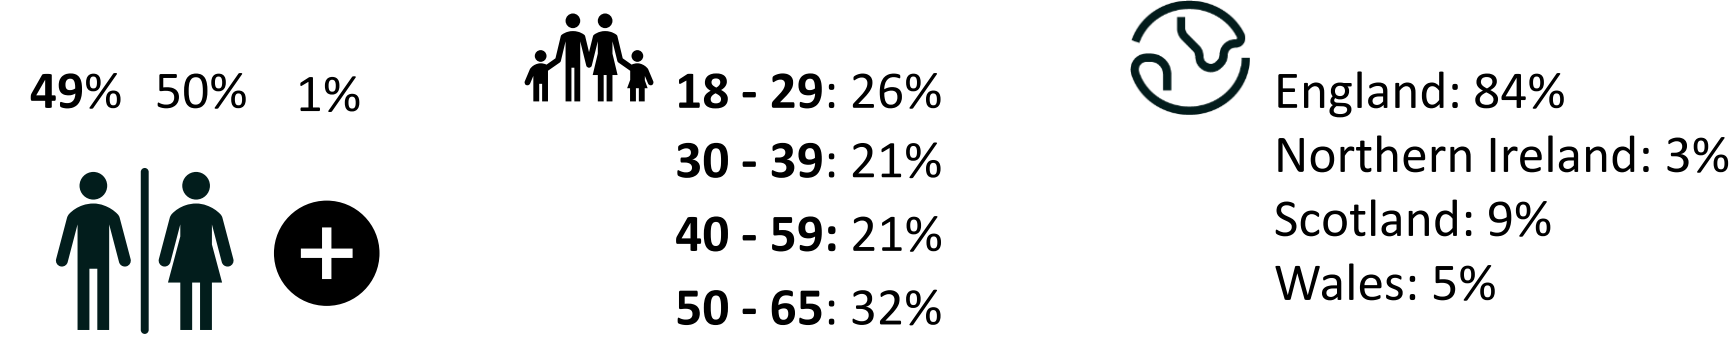 49% 50% 1%
18 - 29: 26%
30 - 39: 21%
40 - 59: 21%
50 - 65: 32%
England: 84%
Northern Ireland: 3%
Scotland: 9%
Wales: 5%